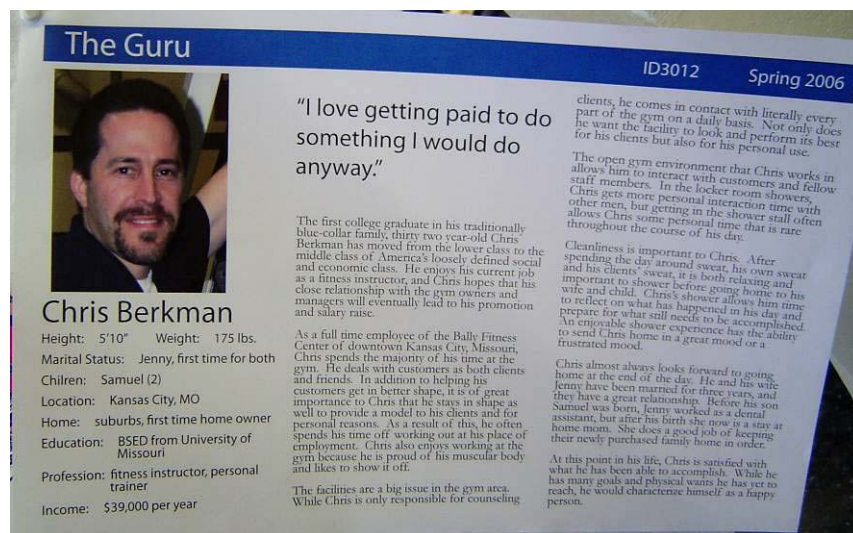 The Guru
ID3012 Spring 2006
Chris Berkman
Height: 5'10" Weight: 175 lbs.
Marital Status: Jenny, first time for both
Chilren: Samuel (2)
Location: Kansas City, MO
Home: suburbs, first time home owner
Education: BSED from University of
Missouri
Profession: fitness instructor, personal
trainer
Income: $39,000 per year
"I love getting paid to do
something I would do
anyway."
The first college graduate in his traditionally
blue-collar family, thirty two year-old Chris
Berkman has moved from the lower class to the
middle class of America's loosely defined social
and economic class. He enjoys his current job
as a fitness instructor, and Chris hopes that his
close relationship with the gym owners and
managers will eventually lead to his promotion
and salary raise.
As a full time employee of the Bally Fitness
Center of downtown Kansas City, Missouri,
Chris spends the majority of his time at the
gym. He deals with customers as both clients
and friends. In addition to helping his
customers get in better shape, it is of great
importance to Chris that he stays in shape as
well to provide a model to his clients and for
personal reasons. As a result of this, he often
spends his time off working out at his place of
employment. Chris also enjoys working at the
gym because he is proud of his muscular body
and likes to show it off.
The facilities are a big issue in the gym area.
While Chris is only responsible for counseling
clients, he comes in contact with literally every
part of the gym on a daily basis. Not only does
he want the facility to look and perform its best
for his clients but also for his personal use.
The open gym environment that Chris works in
allows him to interact with customers and fellow
staff members. In the locker room showers,
Chris gets more personal interaction time with
other men, but getting in the shower stall often
allows Chris some personal time that is rare
throughout the course of his day.
Cleanliness is important to Chris. After
spending the day around sweat, his own sweat
and his clients' sweat, it is both relaxing and
important to shower before going home to his
wife and child. Chris's shower allows him time
to reflect on what has happened in his day and
prepare for what still needs to be accomplished.
An enjoyable shower experience has the ability
to send Chris home in a great mood or a
frustrated mood.
Chris almost always looks forward to going
home at the end of the day. He and his wife
Jenny have been married for three years, and
they have a great relationship. Before his son
Samuel was born, Jenny worked as a dental
assistant, but after his birth she now is a stay at
home mom. She does a good job of keeping
their newly purchased family home in order.
At this point in his life, Chris is satisfied with
what he has been able to accomplish. While he
has many goals and physical wants he has yet to
reach, he would characterize himself as a happy
person.